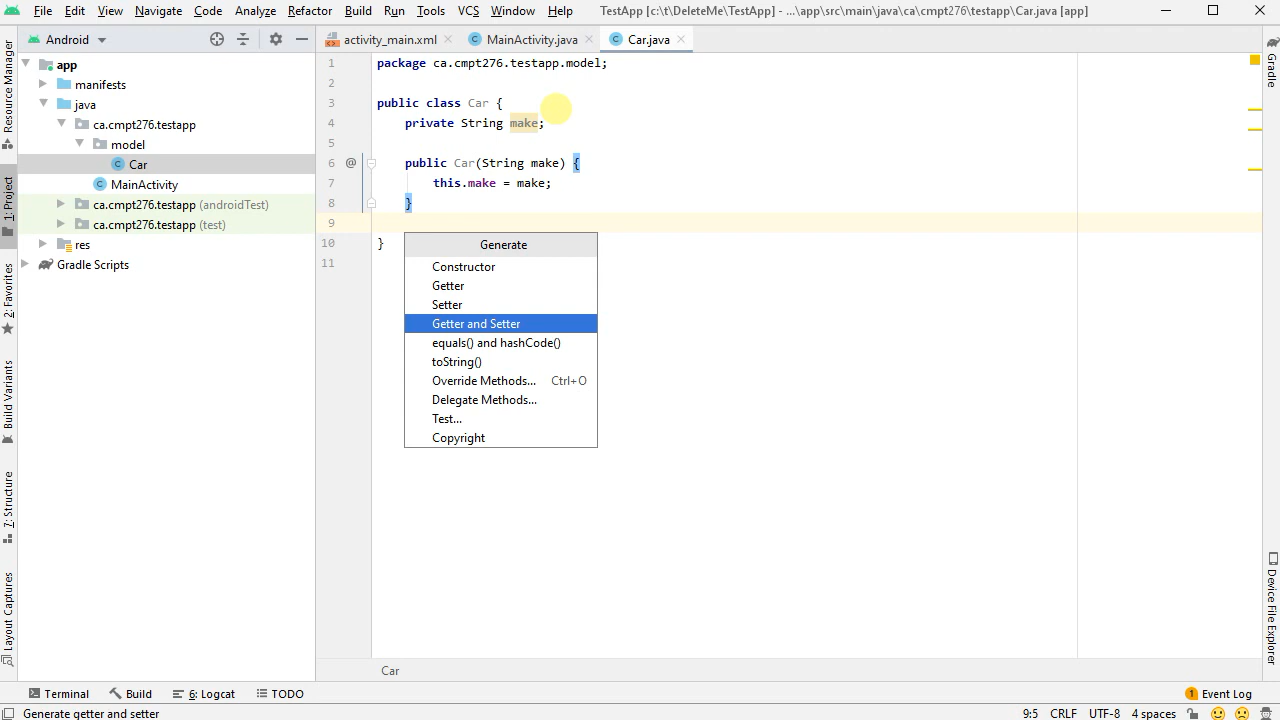 File Edit View Navigate Code Analyze Refactor Build Run Tools VCS Window Help TestApp [c:\t\DeleteMe\TestApp] - ...\app\src\main\java\ca\cmpt276\testapp\Car.java [app]
Android
activity_main.xml MainActivity.java Car.java
Resource Manager
1: Project
2: Favorites
Build Variants
7: Structure
Layout Captures
app
manifests
java
ca.cmpt276.testapp
model
Car
MainActivity
ca.cmpt276.testapp (androidTest)
ca.cmpt276.testapp (test)
res
Gradle Scripts
1 package ca.cmpt276.testapp.model;
2
3 public class Car {
4 private String make;
5
6 @ public Car(String make) {
7 this.make = make;
8 }
9
10 }
11
Generate
Constructor
Getter
Setter
Getter and Setter
equals() and hashCode()
toString()
Override Methods... Ctrl+O
Delegate Methods...
Test...
Copyright
Gradle
Device File Explorer
Car
Terminal Build 6: Logcat TODO 1 Event Log
Generate getter and setter 9:5 CRLF UTF-8 4 spaces